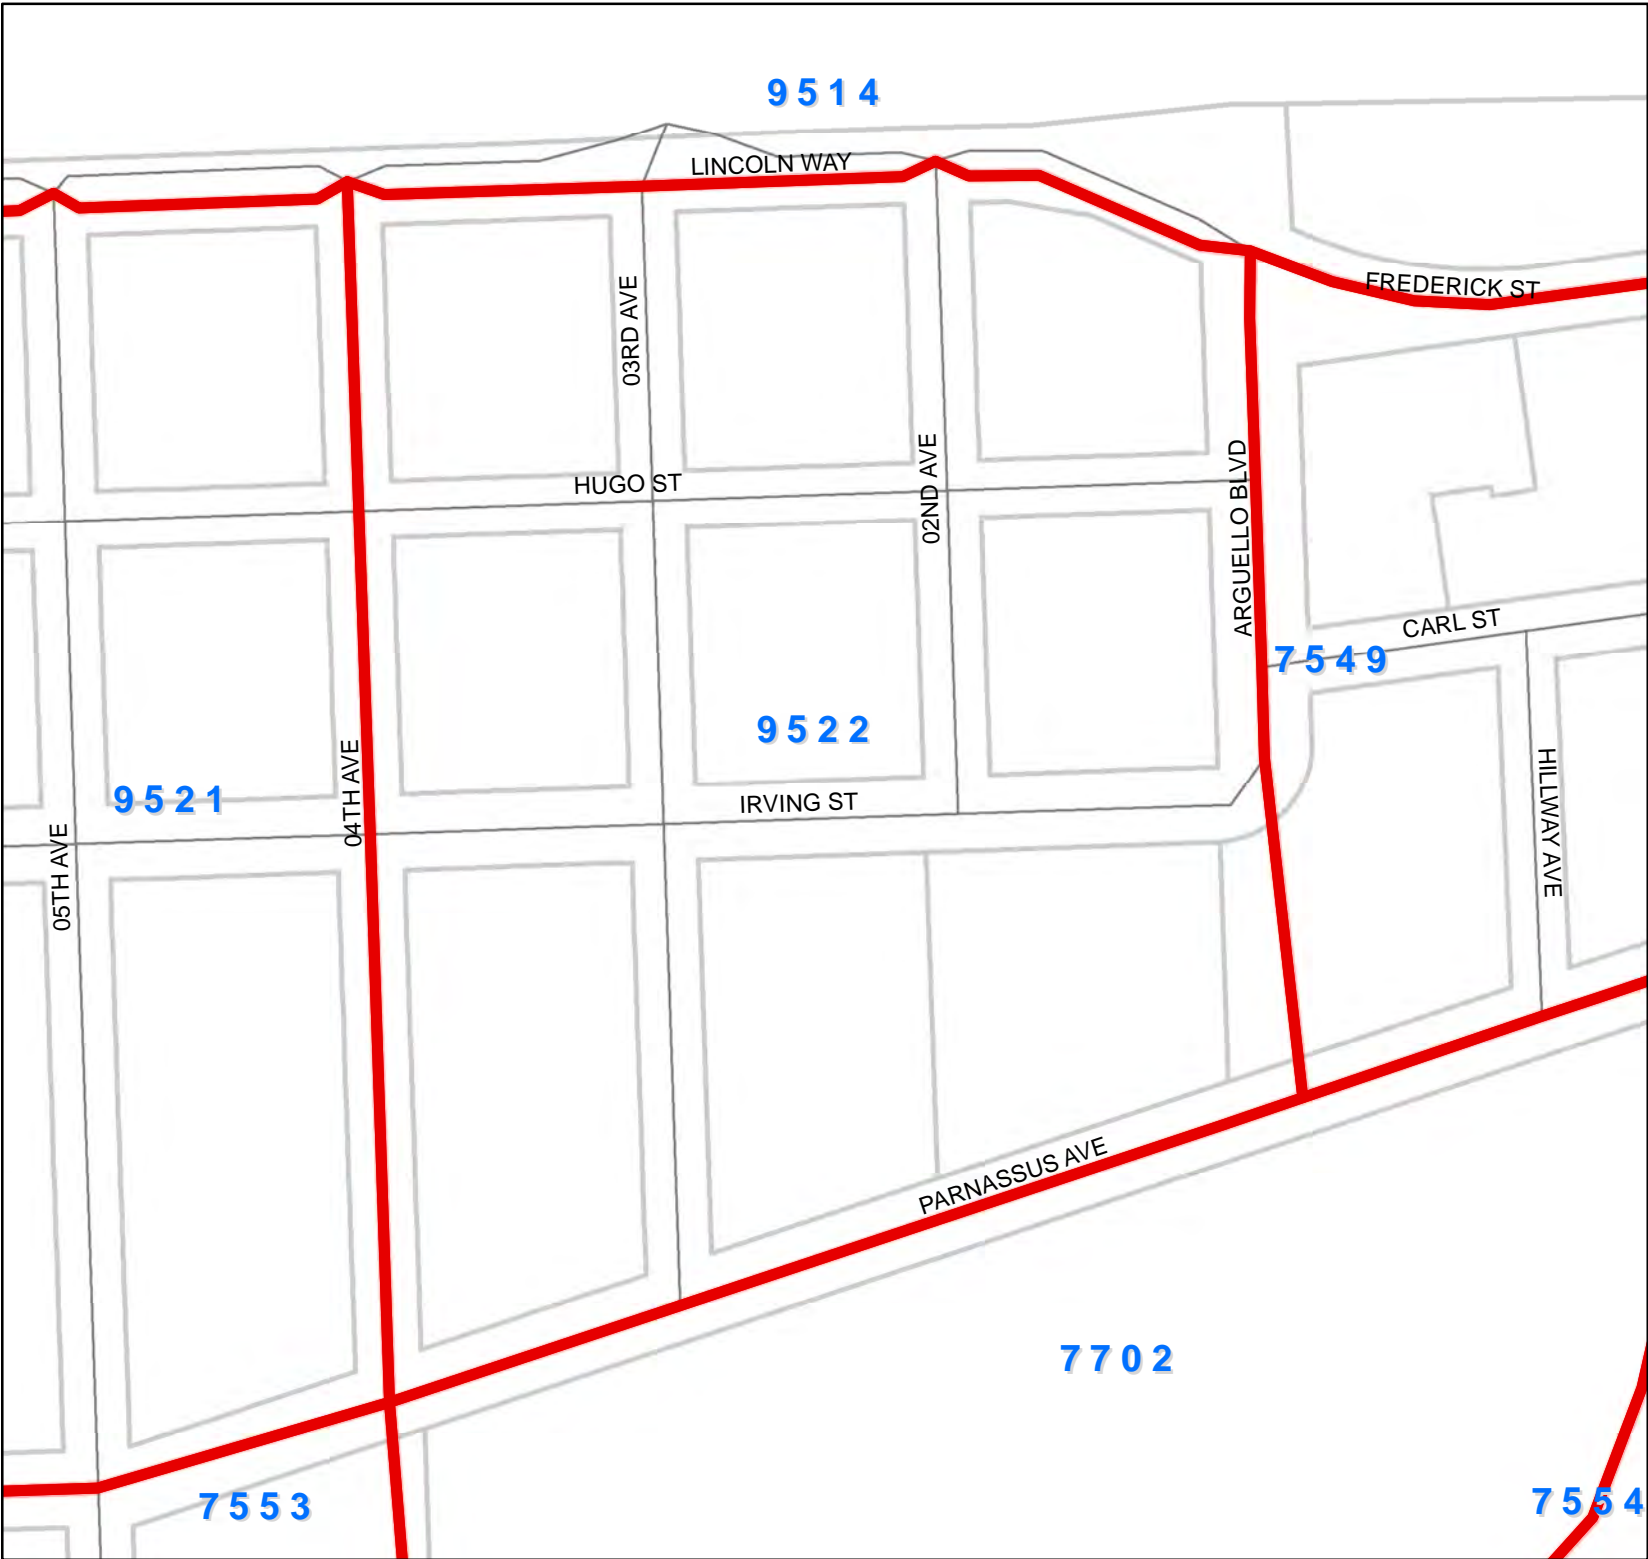 9514
LINCOLN WAY
FREDERICK ST
03RD AVE
HUGO ST
02ND AVE
ARGUELLO BLVD
CARL ST
7549
9522
04TH AVE
9521
IRVING ST
HILLWAY AVE
05TH AVE
PARNASSUS AVE
7702
7553
7554